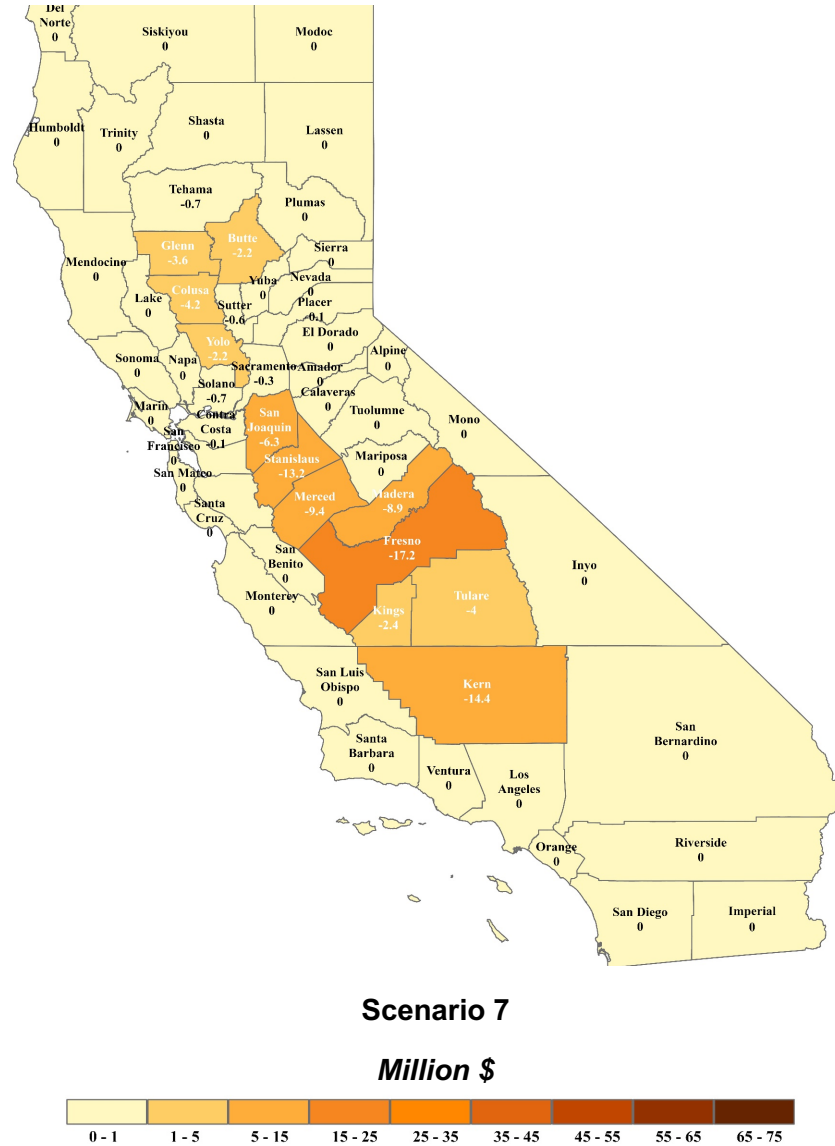 Del
Norte
0
Siskiyou
0
Modoc
0
Humboldt
0
Trinity
0
Shasta
0
Lassen
0
Tehama
-0.7
Plumas
0
Mendocino
0
Glenn
-3.6
Butte
-2.2
Sierra
0
Lake
0
Colusa
-4.2
Sutter
-0.6
Yuba
0
Nevada
0
Placer
-0.1
El Dorado
0
Alpine
0
Sonoma
0
Napa
0
Yolo
-2.2
Sacramento
-0.3
Amador
0
Solano
-0.7
Calaveras
0
Tuolumne
0
Mono
0
Marin
0
Contra
Costa
-0.1
San
Francisco
0
San Joaquin
-6.3
Stanislaus
-13.2
Mariposa
0
San Mateo
0
Santa
Cruz
0
Merced
-9.4
Madera
-8.9
Fresno
-17.2
San
Benito
0
Monterey
0
Inyo
0
Kings
-2.4
Tulare
-4
San Luis
Obispo
0
Kern
-14.4
San
Bernardino
0
Santa
Barbara
0
Ventura
0
Los
Angeles
0
Orange
0
Riverside
0
San Diego
0
Imperial
0
Scenario 7
Million $
0 - 1 1 - 5 5 - 15 15 - 25 25 - 35 35 - 45 45 - 55 55 - 65 65 - 75